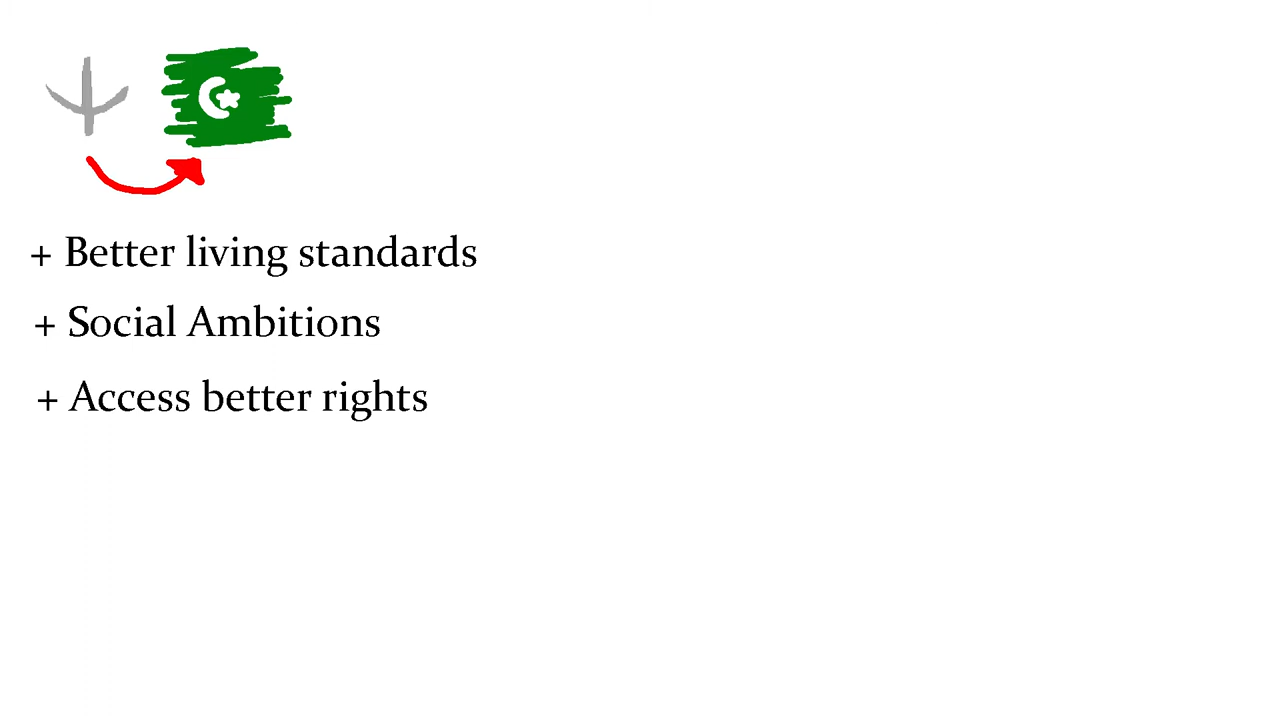 + Better living standards
+ Social Ambitions
+ Access better rights